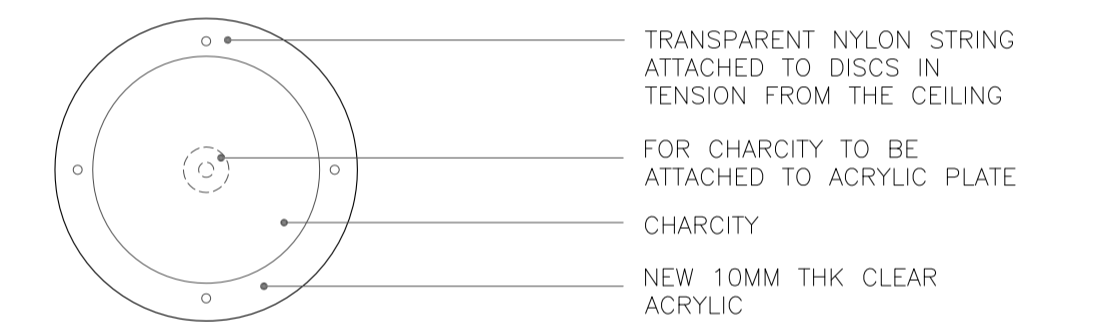 TRANSPARENT NYLON STRING
ATTACHED TO DISCS IN
TENSION FROM THE CEILING
FOR CHARCITY TO BE
ATTACHED TO ACRYLIC PLATE
CHARCITY
NEW 10MM THK CLEAR
ACRYLIC